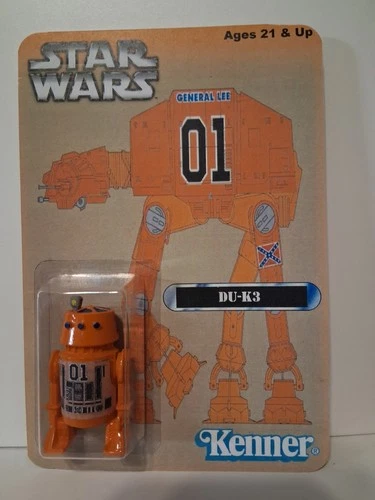 Ages 21 & Up
STAR
WARS
GENERAL LEE
01
DU-K3
01
Kenner